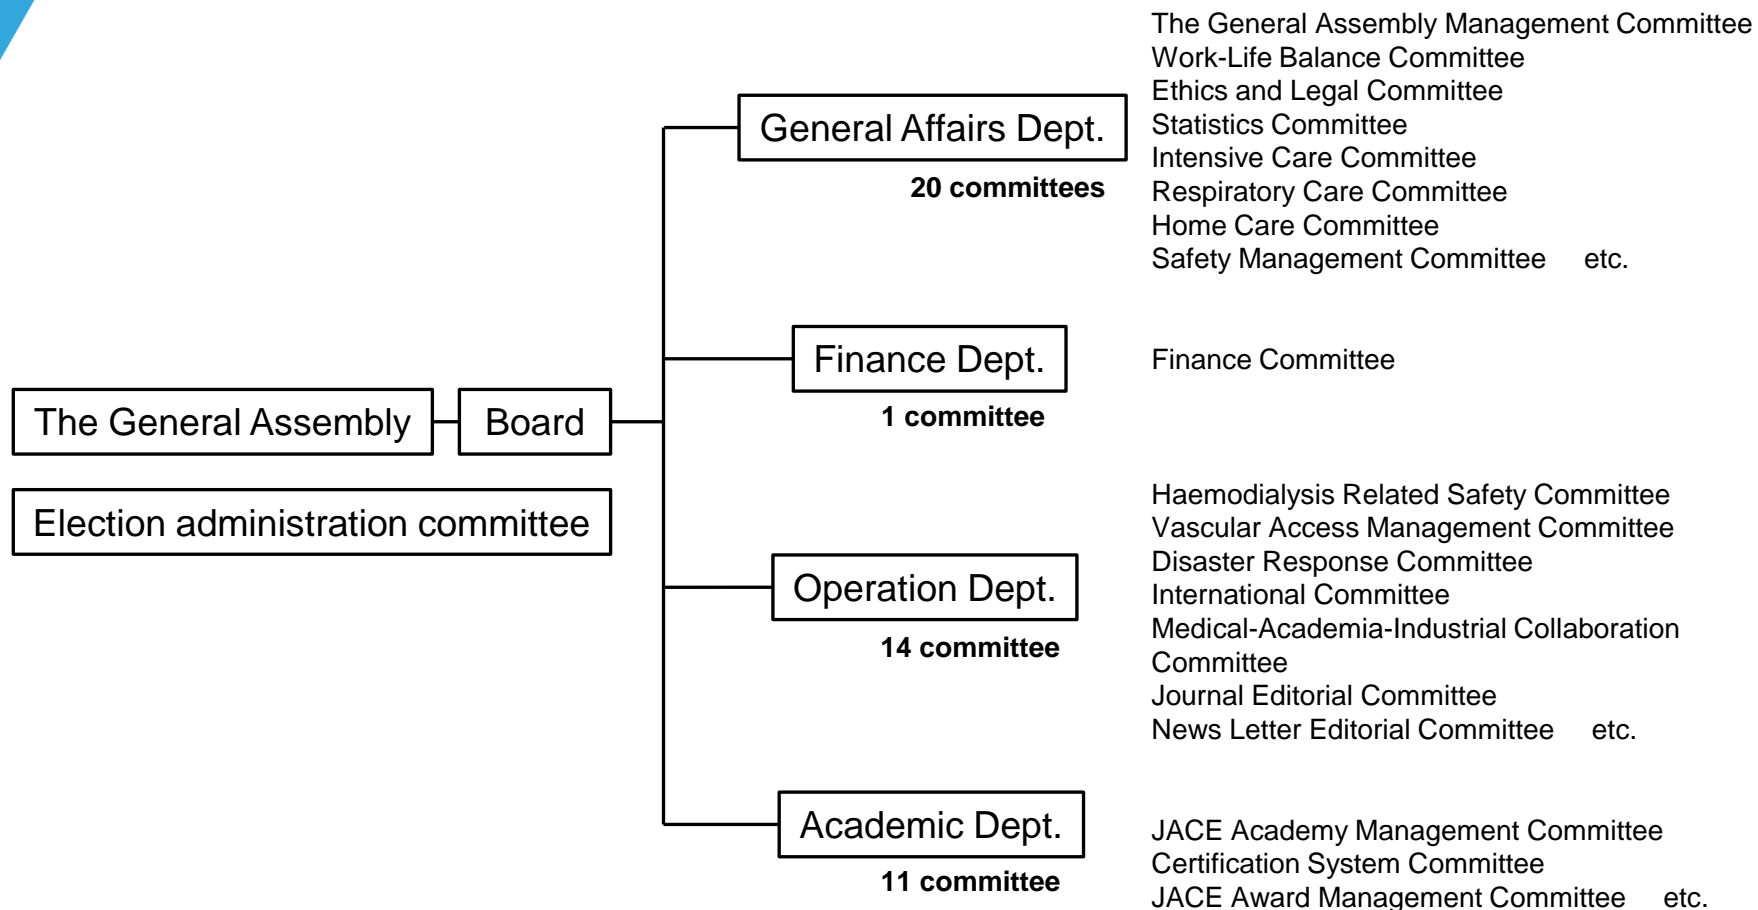 The General Assembly Management Committee
Work-Life Balance Committee
Ethics and Legal Committee
General Affairs Dept.
Statistics Committee
Intensive Care Committee
20 committees
Respiratory Care Committee
Home Care Committee
Safety Management Committee etc.
Finance Dept.
Finance Committee
1 committee
The General Assembly
Board
Election administration committee
Haemodialysis Related Safety Committee
Vascular Access Management Committee
Disaster Response Committee
Operation Dept.
International Committee
Medical-Academia-Industrial Collaboration
14 committee
Committee
Journal Editorial Committee
News Letter Editorial Committee etc.
Academic Dept.
JACE Academy Management Committee
Certification System Committee
11 committee
JACE Award Management Committee etc.